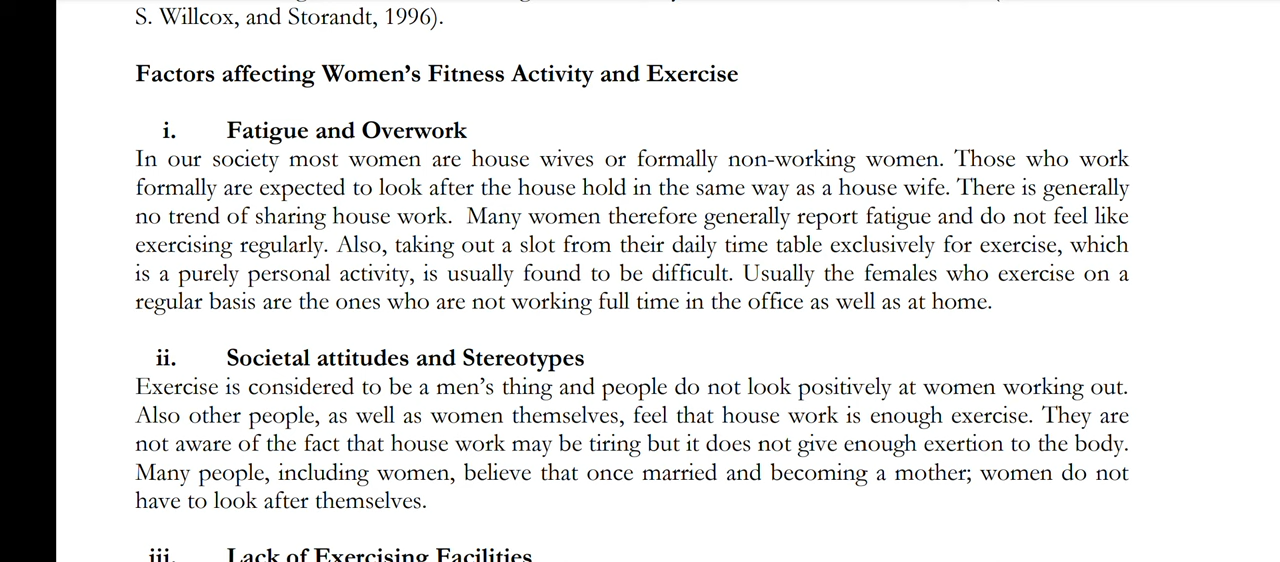 S. Willcox, and Storandt, 1996).
Factors affecting Women's Fitness Activity and Exercise
i. Fatigue and Overwork
In our society most women are house wives or formally non-working women. Those who work
formally are expected to look after the house hold in the same way as a house wife. There is generally
no trend of sharing house work.  Many women therefore generally report fatigue and do not feel like
exercising regularly. Also, taking out a slot from their daily time table exclusively for exercise, which
is a purely personal activity, is usually found to be difficult. Usually the females who exercise on a
regular basis are the ones who are not working full time in the office as well as at home.
ii. Societal attitudes and Stereotypes
Exercise is considered to be a men's thing and people do not look positively at women working out.
Also other people, as well as women themselves, feel that house work is enough exercise. They are
not aware of the fact that house work may be tiring but it does not give enough exertion to the body.
Many people, including women, believe that once married and becoming a mother; women do not
have to look after themselves.
iii. Lack of Exercising Facilities